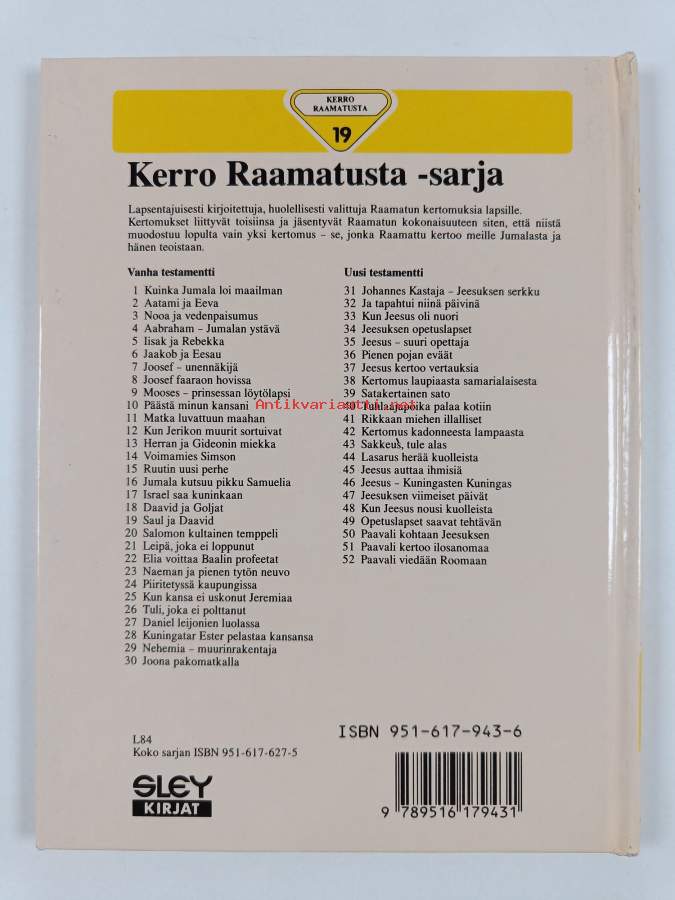 KERRO
RAAMATUSTA
19
Kerro Raamatusta -sarja
Lapsentajuisesti kirjoitettuja, huolellisesti valittuja Raamatun kertomuksia lapsille.
Kertomukset liittyvät toisiinsa ja jäsentyvät Raamatun kokonaisuuteen siten, että niistä
muodostuu lopulta vain yksi kertomus – se, jonka Raamattu kertoo meille Jumalasta ja
hänen teoistaan.
Vanha testamentti
1 Kuinka Jumala loi maailman
2 Aatami ja Eeva
3 Nooa ja vedenpaisumus
4 Aabraham – Jumalan ystävä
5 Iisak ja Rebekka
6 Jaakob ja Eesau
7 Joosef – unennäkijä
8 Joosef faaraon hovissa
9 Mooses – prinsessan löytölapsi
10 Päästä minun kansani
11 Matka luvattuun maahan
12 Kun Jerikon muurit sortuivat
13 Herran ja Gideonin miekka
14 Voimamies Simson
15 Ruutin uusi perhe
16 Jumala kutsuu pikku Samuelia
17 Israel saa kuninkaan
18 Daavid ja Goljat
19 Saul ja Daavid
20 Salomon kultainen temppeli
21 Leipä, joka ei loppunut
22 Elia voittaa Baalin profeetat
23 Naeman ja pienen tytön neuvo
24 Piiritetyssä kaupungissa
25 Kun kansa ei uskonut Jeremiaa
26 Tuli, joka ei polttanut
27 Daniel leijonien luolassa
28 Kuningatar Ester pelastaa kansansa
29 Nehemia – muurinrakentaja
30 Joona pakomatkalla
Uusi testamentti
31 Johannes Kastaja – Jeesuksen serkku
32 Ja tapahtui niinä päivinä
33 Kun Jeesus oli nuori
34 Jeesuksen opetuslapset
35 Jeesus – suuri opettaja
36 Pienen pojan eväät
37 Jeesus kertoo vertauksia
38 Kertomus laupiaasta samarialaisesta
39 Satakertainen sato
40 Tuhlaajapoika palaa kotiin
41 Rikkaan miehen illalliset
42 Kertomus kadonneesta lampaasta
43 Sakkeus, tule alas
44 Lasarus herää kuolleista
45 Jeesus auttaa ihmisiä
46 Jeesus – Kuningasten Kuningas
47 Jeesuksen viimeiset päivät
48 Kun Jeesus nousi kuolleista
49 Opetuslapset saavat tehtävän
50 Paavali kohtaan Jeesuksen
51 Paavali kertoo ilosanomaa
52 Paavali viedään Roomaan
Antikvariaatti.net
L84
Koko sarjan ISBN 951-617-627-5
SLEY
KIRJAT
ISBN 951-617-943-6
9 789516 179431